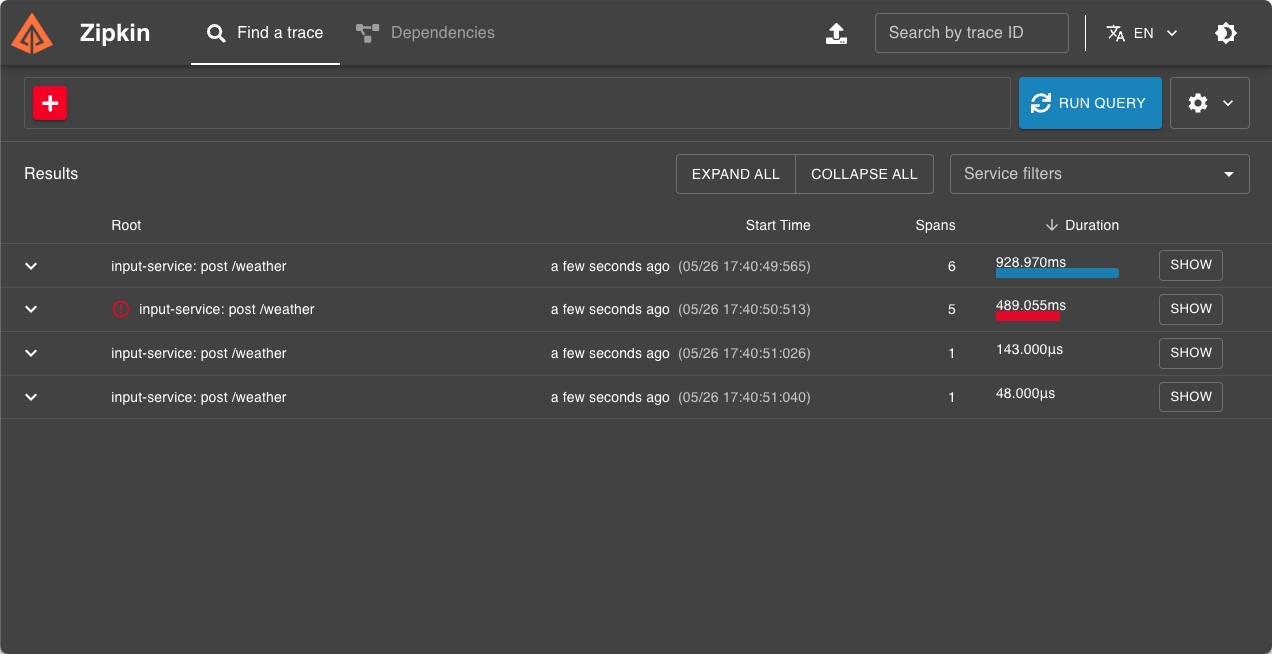 Zipkin Find a trace Dependencies Search by trace ID EN
RUN QUERY
Results EXPAND ALL COLLAPSE ALL Service filters
Root Start Time Spans Duration
input-service: post /weather a few seconds ago (05/26 17:40:49:565) 6 928.970ms SHOW
input-service: post /weather a few seconds ago (05/26 17:40:50:513) 5 489.055ms SHOW
input-service: post /weather a few seconds ago (05/26 17:40:51:026) 1 143.000μs SHOW
input-service: post /weather a few seconds ago (05/26 17:40:51:040) 1 48.000μs SHOW